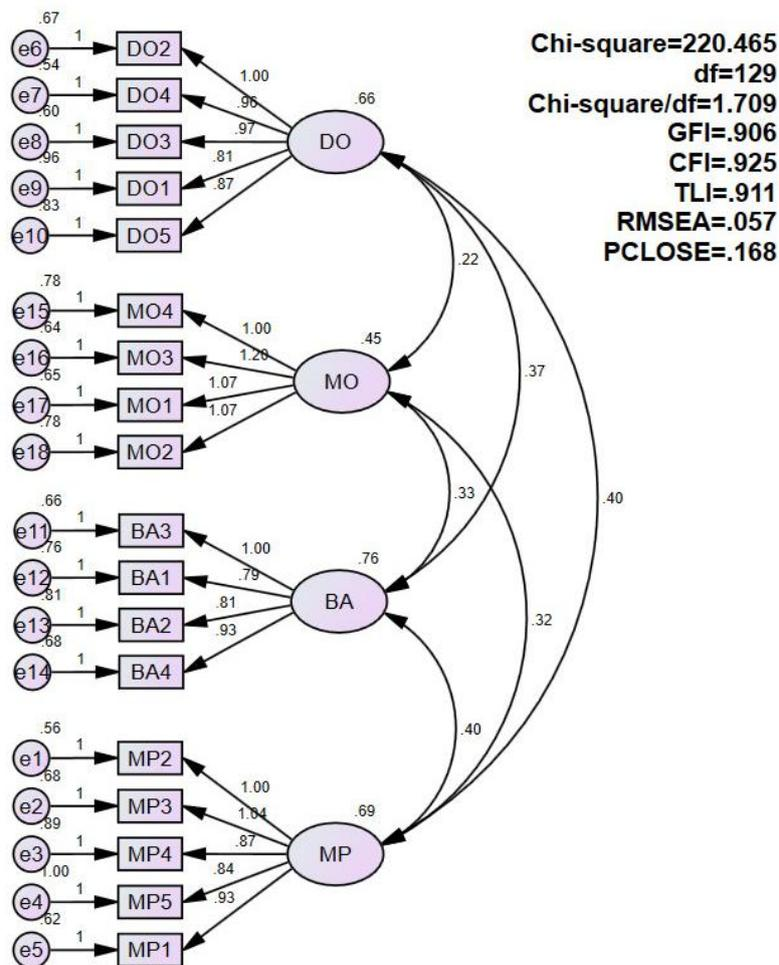 Chi-square=220.465
df=129
Chi-square/df=1.709
GFI=.906
CFI=.925
TLI=.911
RMSEA=.057
PCLOSE=.168
.67
e6 1 DO2
.54
e7 1 DO4
.60
e8 1 DO3
.96
e9 1 DO1
.83
e10 1 DO5
1.00
.96
.97
.81
.87
.66
DO
.78
e15 1 MO4
.64
e16 1 MO3
.65
e17 1 MO1
.78
e18 1 MO2
1.00
1.20
1.07
1.07
.45
MO
.66
e11 1 BA3
.76
e12 1 BA1
.81
e13 1 BA2
.68
e14 1 BA4
1.00
.79
.81
.93
.76
BA
.56
e1 1 MP2
.68
e2 1 MP3
.89
e3 1 MP4
1.00
e4 1 MP5
.62
e5 1 MP1
1.00
1.04
.87
.84
.93
.69
MP
.22
.37
.33
.40
.32
.40